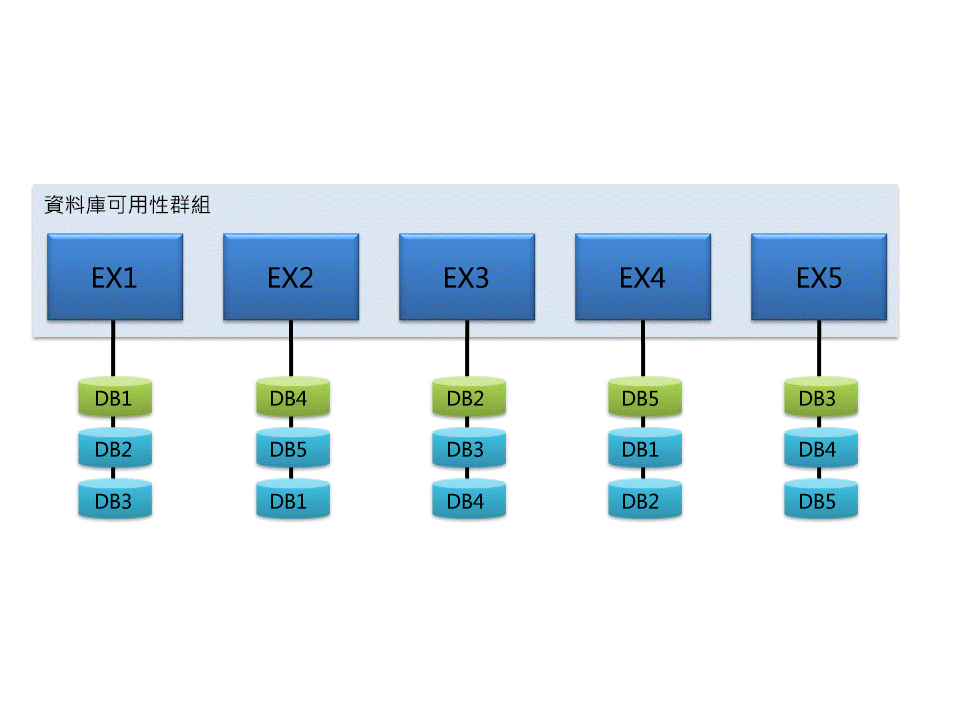 資料庫可用性群組
EX1 EX2 EX3 EX4 EX5
DB1 DB4 DB2 DB5 DB3
DB2 DB5 DB3 DB1 DB4
DB3 DB1 DB4 DB2 DB5